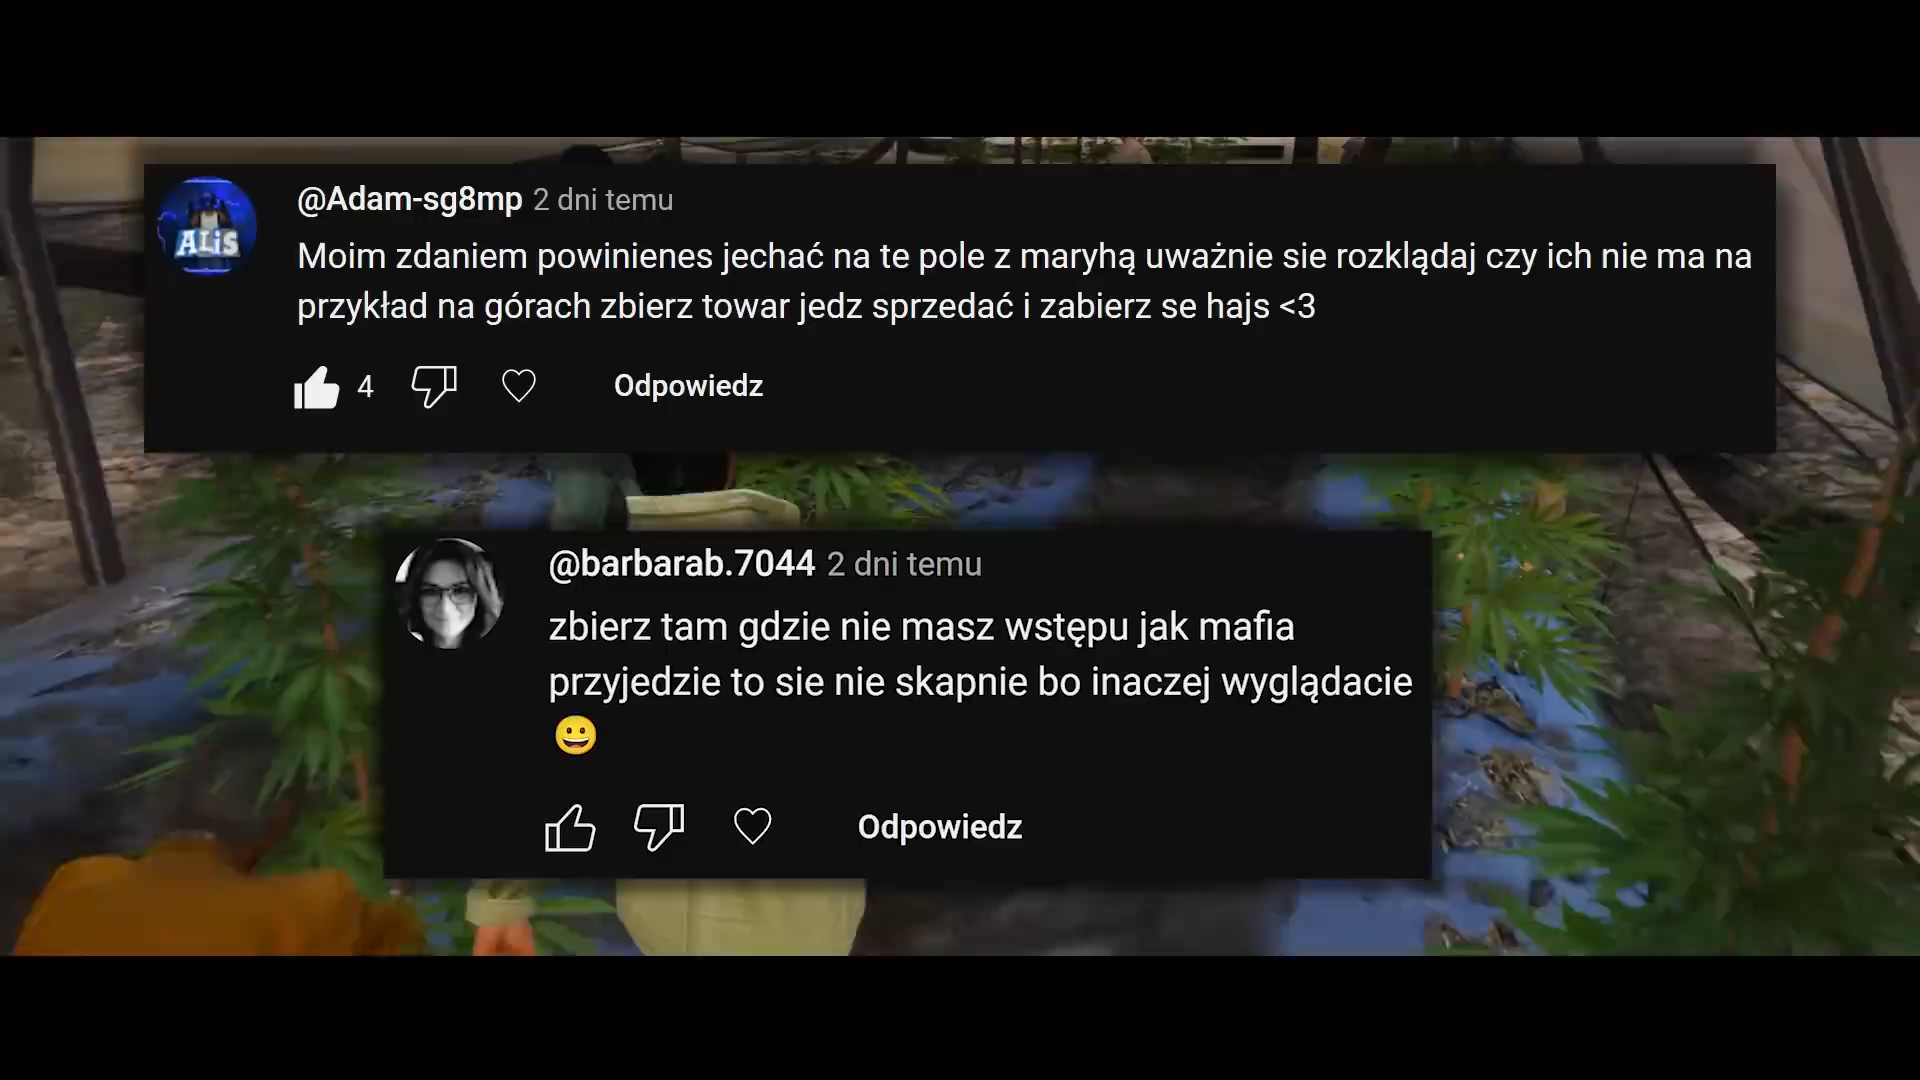 ALiS
@Adam-sg8mp 2 dni temu
Moim zdaniem powinienes jechać na te pole z maryhą uważnie sie rozklądaj czy ich nie ma na
przykład na górach zbierz towar jedz sprzedać i zabierz se hajs <3
4 Odpowiedz
@barbarab.7044 2 dni temu
zbierz tam gdzie nie masz wstępu jak mafia
przyjedzie to sie nie skapnie bo inaczej wyglądacie
😀
Odpowiedz